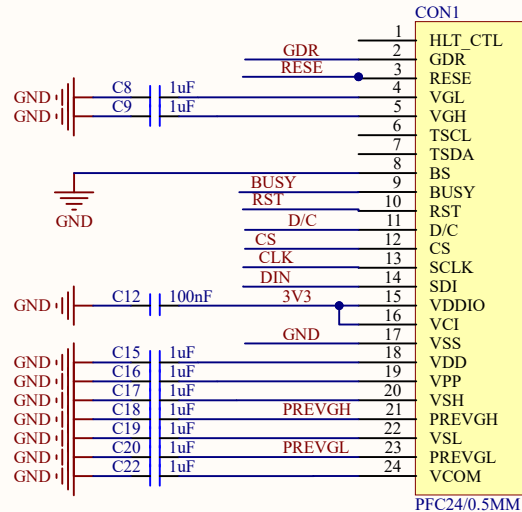 CON1
1 HLT_CTL
GDR 2 GDR
RESE 3 RESE
GND C8 1uF 4 VGL
GND C9 1uF 5 VGH
6 TSCL
7 TSDA
8 BS
GND
BUSY 9 BUSY
RST 10 RST
D/C 11 D/C
CS 12 CS
CLK 13 SCLK
DIN 14 SDI
GND C12 100nF 3V3 15 VDDIO
16 VCI
GND 17 VSS
GND C15 1uF 18 VDD
GND C16 1uF 19 VPP
GND C17 1uF 20 VSH
GND C18 1uF PREVGH 21 PREVGH
GND C19 1uF 22 VSL
GND C20 1uF PREVGL 23 PREVGL
GND C22 1uF 24 VCOM
PFC24/0.5MM